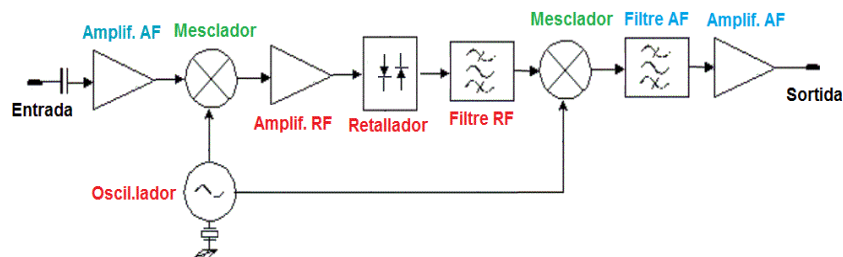 Amplif. AF
Mesclador
Mesclador
Filtre AF
Amplif. AF
Entrada
Amplif. RF
Retallador
Filtre RF
Sortida
Oscil.lador